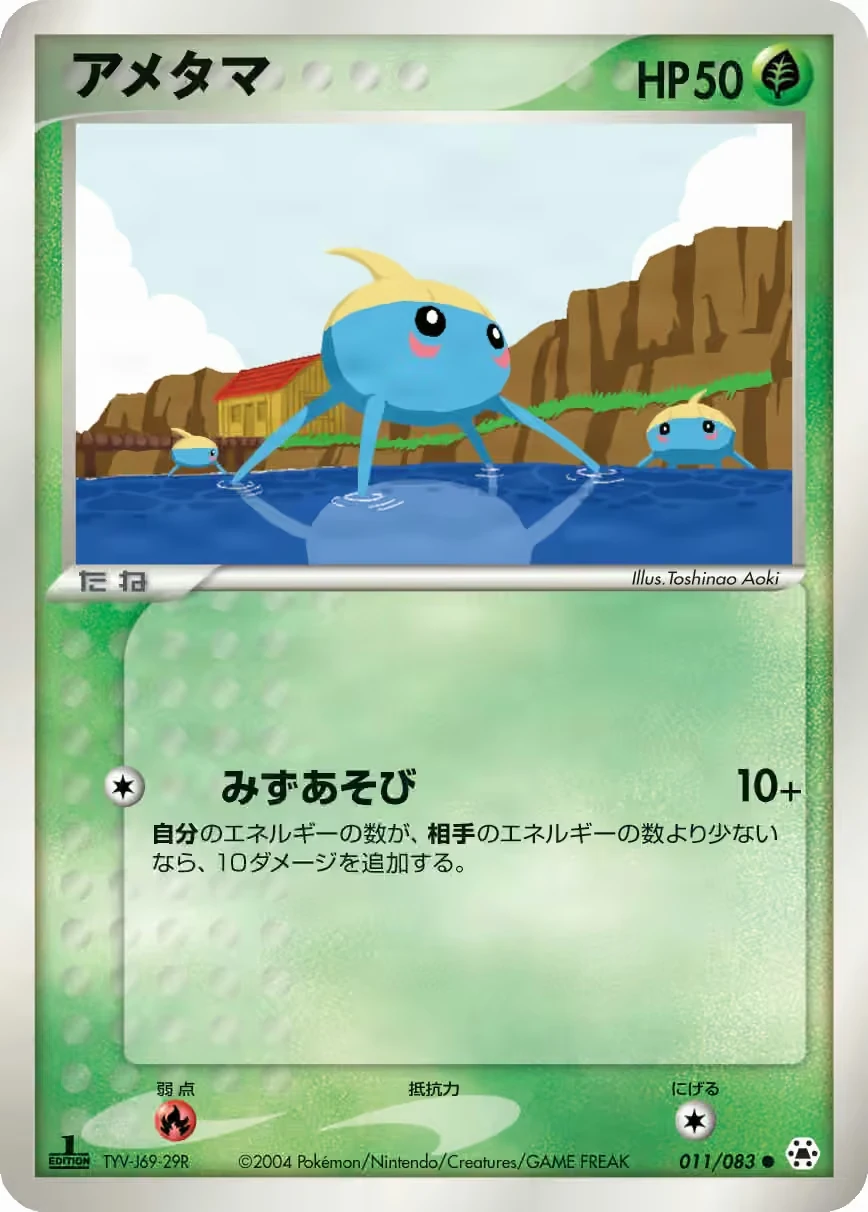 アメタマ HP50
たね Illus.Toshinao Aoki
みずあそび 10+
自分のエネルギーの数が、相手のエネルギーの数より少ない
なら、10ダメージを追加する。
弱点 抵抗力 にげる
1 EDITION TYV-J69-29R ©2004 Pokémon/Nintendo/Creatures/GAME FREAK 011/083